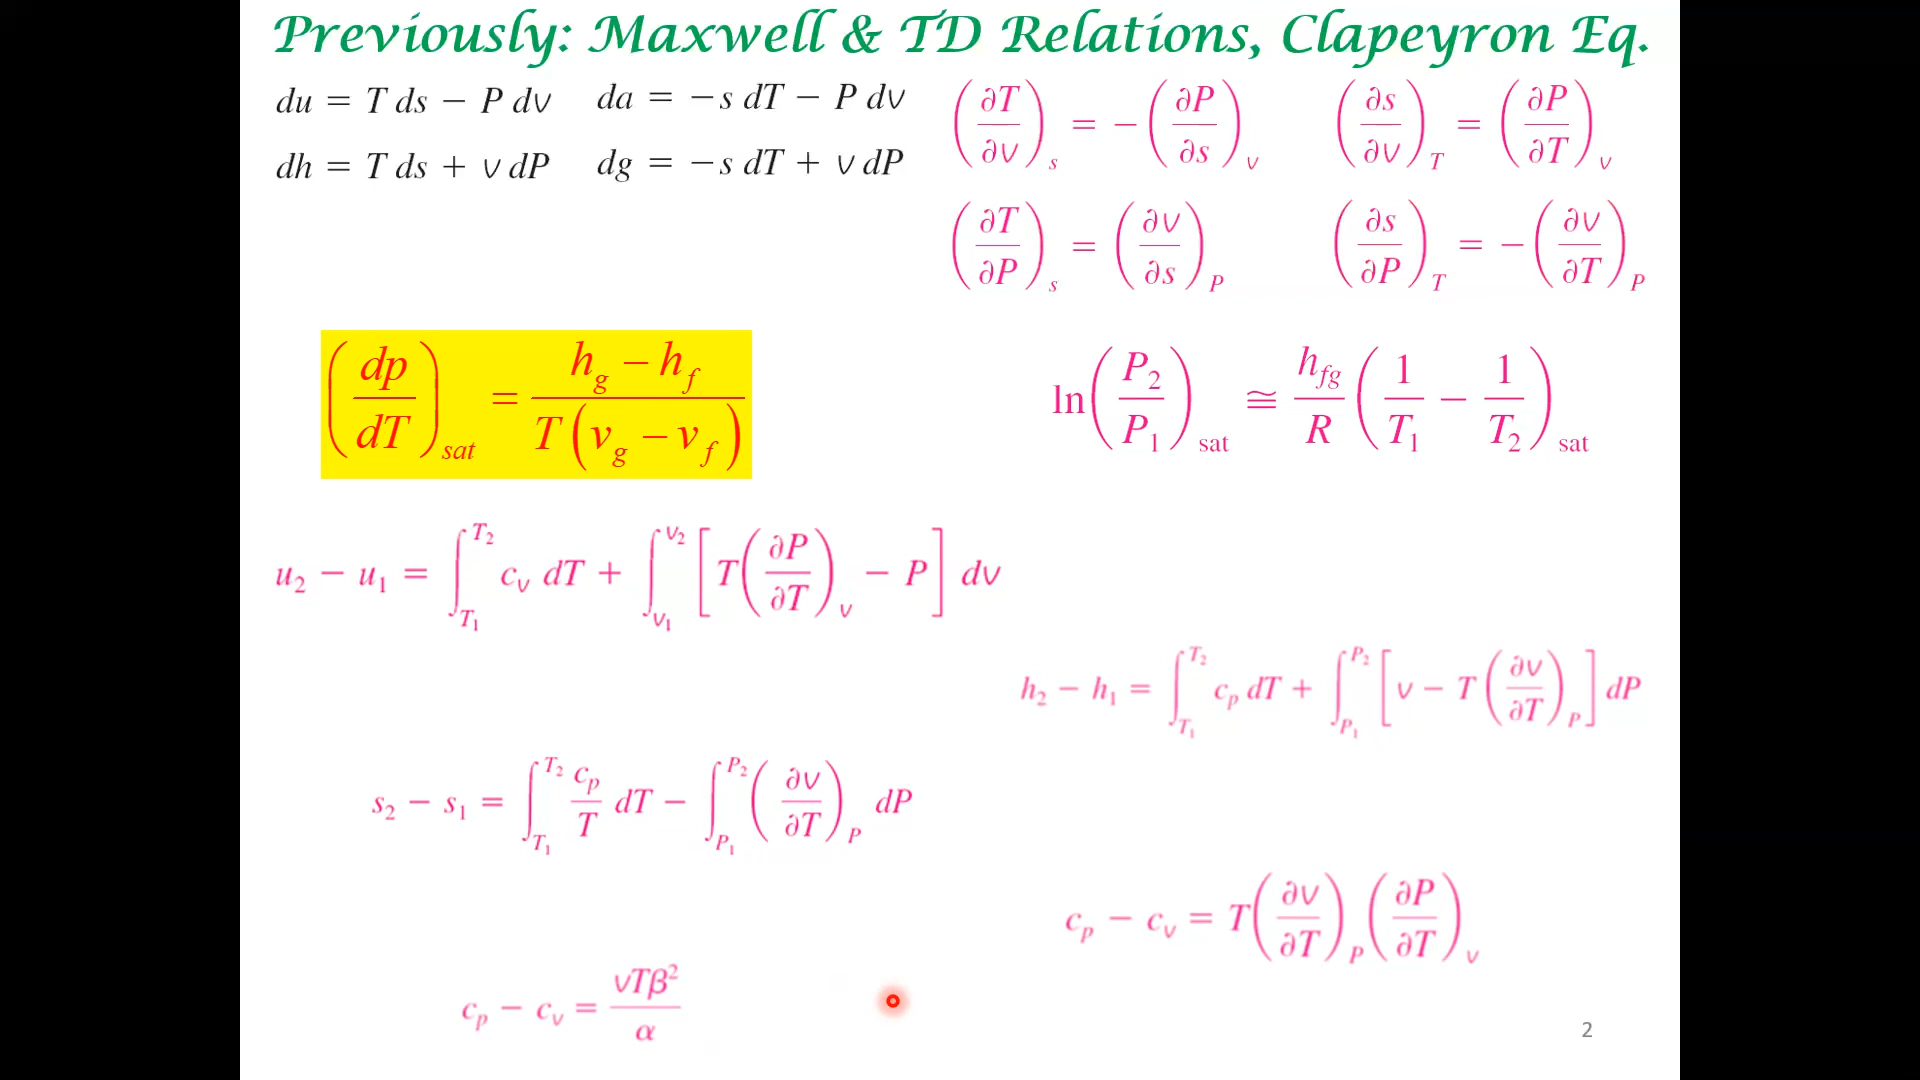 Previously: Maxwell & TD Relations, Clapeyron Eq.
du = T ds − P dv
da = −s dT − P dv
dh = T ds + v dP
dg = −s dT + v dP
(∂T/∂v)_s = −(∂P/∂s)_v
(∂s/∂v)_T = (∂P/∂T)_v
(∂T/∂P)_s = (∂v/∂s)_P
(∂s/∂P)_T = −(∂v/∂T)_P
(dp/dT)_sat = (h_g − h_f)/(T(v_g − v_f))
ln(P_2/P_1)_sat ≅ h_fg/R (1/T_1 − 1/T_2)_sat
u_2 − u_1 = ∫_{T_1}^{T_2} c_v dT + ∫_{v_1}^{v_2} [T(∂P/∂T)_v − P] dv
h_2 − h_1 = ∫_{T_1}^{T_2} c_p dT + ∫_{P_1}^{P_2} [v − T(∂v/∂T)_P] dP
s_2 − s_1 = ∫_{T_1}^{T_2} c_p/T dT − ∫_{P_1}^{P_2} (∂v/∂T)_P dP
c_p − c_v = T(∂v/∂T)_P (∂P/∂T)_v
c_p − c_v = vTβ²/α
2